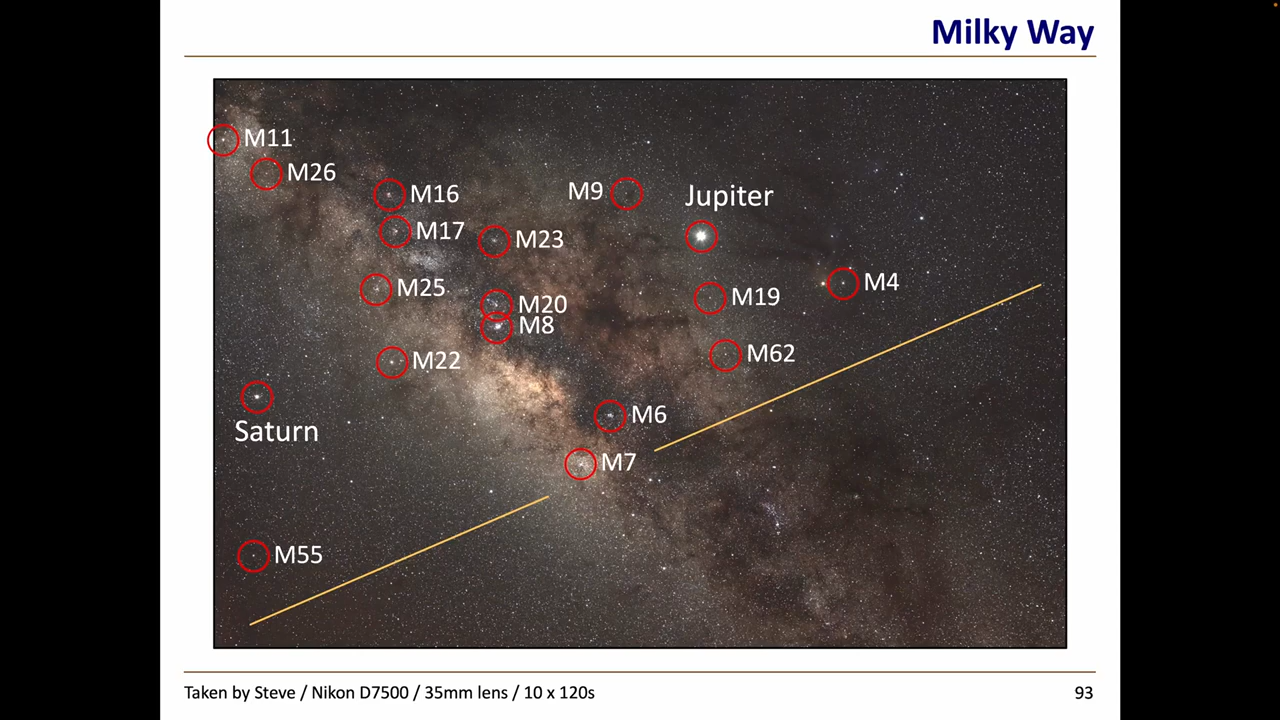 Milky Way
M11
M26
M16
M9
Jupiter
M17
M23
M25
M4
M20
M19
M8
M62
M22
M6
Saturn
M7
M55
Taken by Steve / Nikon D7500 / 35mm lens / 10 x 120s
93